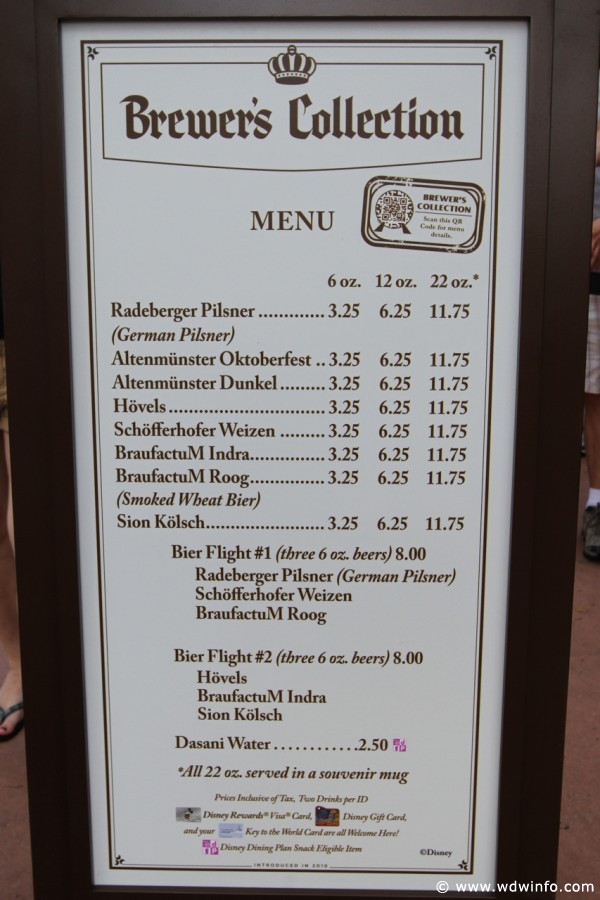 Brewer's Collection
BREWER'S
COLLECTION
Scan this QR
Code for menu
details.
MENU
6 oz. 12 oz. 22 oz.*
Radeberger Pilsner ............. 3.25 6.25 11.75
(German Pilsner)
Altenmünster Oktoberfest .. 3.25 6.25 11.75
Altenmünster Dunkel ......... 3.25 6.25 11.75
Hövels ............................... 3.25 6.25 11.75
Schöfferhofer Weizen ......... 3.25 6.25 11.75
BraufactuM Indra............... 3.25 6.25 11.75
BraufactuM Roog............... 3.25 6.25 11.75
(Smoked Wheat Bier)
Sion Kölsch........................ 3.25 6.25 11.75
Bier Flight #1 (three 6 oz. beers) 8.00
Radeberger Pilsner (German Pilsner)
Schöfferhofer Weizen
BraufactuM Roog
Bier Flight #2 (three 6 oz. beers) 8.00
Hövels
BraufactuM Indra
Sion Kölsch
Dasani Water . . . . . . . . . . . .2.50
*All 22 oz. served in a souvenir mug
Prices Inclusive of Tax, Two Drinks per ID
Disney Rewards® Visa® Card, Disney Gift Card,
and your Key to the World Card are all Welcome Here!
Disney Dining Plan Snack Eligible Item
©Disney
INTRODUCED IN 2010
© www.wdwinfo.com